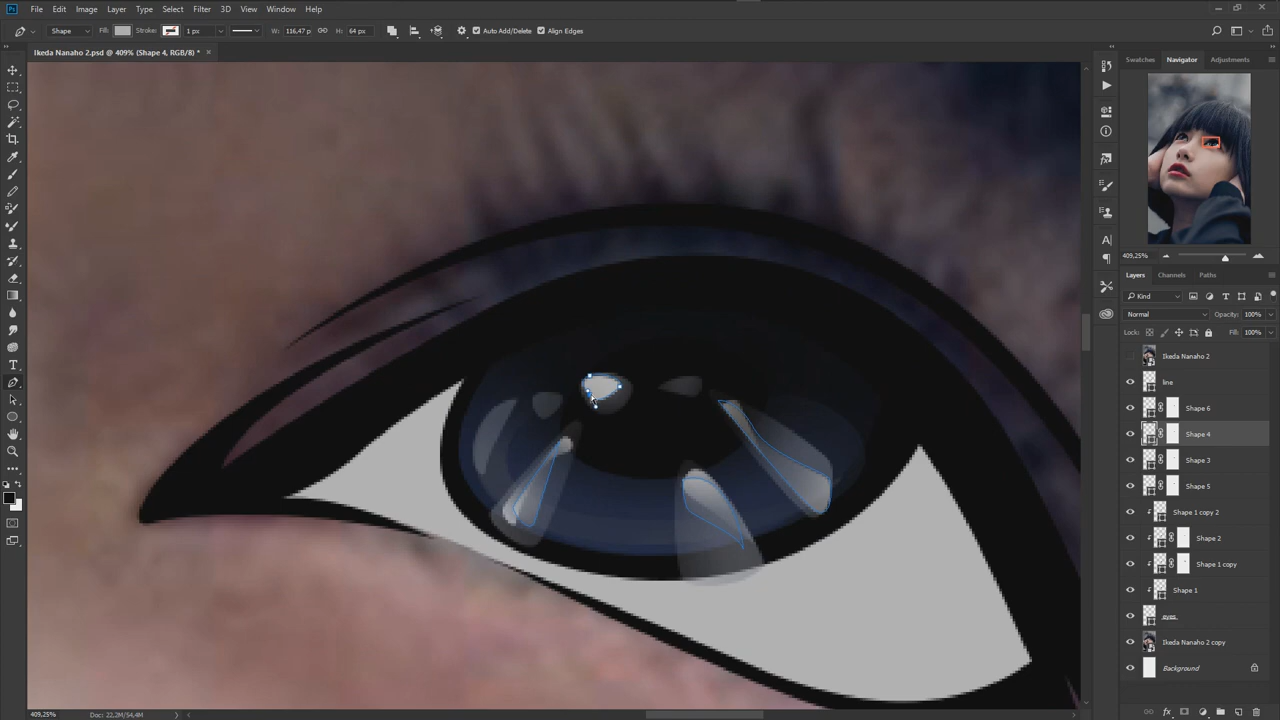 Ps File Edit Image Layer Type Select Filter 3D View Window Help
Shape Fill: Stroke: 1 px W: 116,47 p H: 64 px Auto Add/Delete Align Edges
Ikeda Nanaho 2.psd @ 409% (Shape 4, RGB/8) *
Swatches Navigator Adjustments
409,25%
Layers Channels Paths
Kind
Normal Opacity: 100%
Lock: Fill: 100%
Ikeda Nanaho 2
line
Shape 6
Shape 4
Shape 3
Shape 5
Shape 1 copy 2
Shape 2
Shape 1 copy
Shape 1
eyes
Ikeda Nanaho 2 copy
Background
409,25% Doc: 22,2M/54,4M